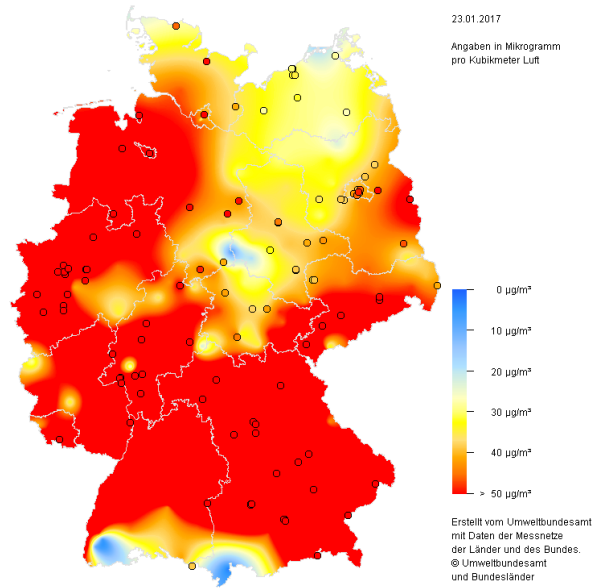 23.01.2017
Angaben in Mikrogramm
pro Kubikmeter Luft
0 µg/m³
10 µg/m³
20 µg/m³
30 µg/m³
40 µg/m³
> 50 µg/m³
Erstellt vom Umweltbundesamt
mit Daten der Messnetze
der Länder und des Bundes.
© Umweltbundesamt
und Bundesländer